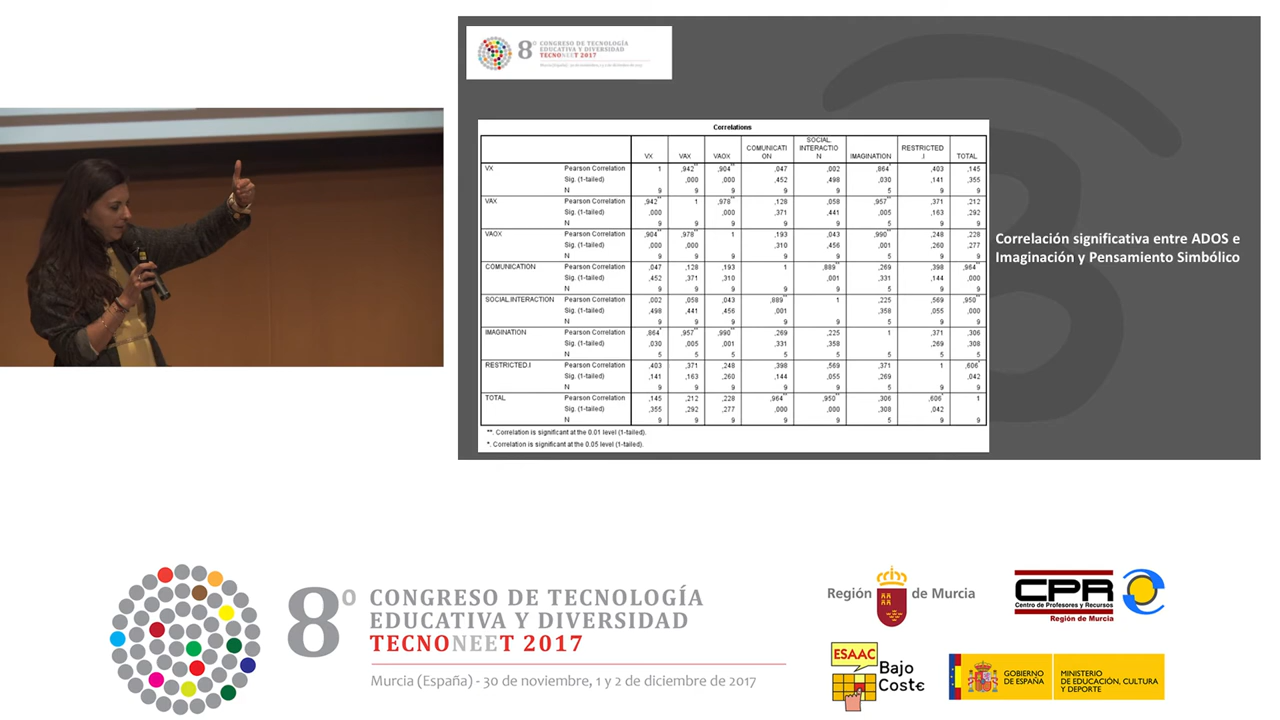 8º CONGRESO DE TECNOLOGÍA
EDUCATIVA Y DIVERSIDAD
TECNONEET 2017
Murcia (España) - 30 de noviembre, 1 y 2 de diciembre de 2017
Correlations
VX VAX VAOX COMUNICATI ON SOCIAL. INTERACTIO N IMAGINATION RESTRICTED .I TOTAL
VX Pearson Correlation 1 ,942** ,904** ,047 ,002 ,864* ,403 ,145
Sig. (1-tailed) ,000 ,000 ,452 ,498 ,030 ,141 ,355
N 9 9 9 9 9 5 9 9
VAX Pearson Correlation ,942** 1 ,978** ,128 ,058 ,957** ,371 ,212
Sig. (1-tailed) ,000 ,000 ,371 ,441 ,005 ,163 ,292
N 9 9 9 9 9 5 9 9
VAOX Pearson Correlation ,904** ,978** 1 ,193 ,043 ,990** ,248 ,228
Sig. (1-tailed) ,000 ,000 ,310 ,456 ,001 ,260 ,277
N 9 9 9 9 9 5 9 9
COMUNICATION Pearson Correlation ,047 ,128 ,193 1 ,889** ,269 ,398 ,964**
Sig. (1-tailed) ,452 ,371 ,310 ,001 ,331 ,144 ,000
N 9 9 9 9 9 5 9 9
SOCIAL.INTERACTION Pearson Correlation ,002 ,058 ,043 ,889** 1 ,225 ,569 ,950**
Sig. (1-tailed) ,498 ,441 ,456 ,001 ,358 ,055 ,000
N 9 9 9 9 9 5 9 9
IMAGINATION Pearson Correlation ,864* ,957** ,990** ,269 ,225 1 ,371 ,306
Sig. (1-tailed) ,030 ,005 ,001 ,331 ,358 ,269 ,308
N 5 5 5 5 5 5 5 5
RESTRICTED.I Pearson Correlation ,403 ,371 ,248 ,398 ,569 ,371 1 ,606*
Sig. (1-tailed) ,141 ,163 ,260 ,144 ,055 ,269 ,042
N 9 9 9 9 9 5 9 9
TOTAL Pearson Correlation ,145 ,212 ,228 ,964** ,950** ,306 ,606* 1
Sig. (1-tailed) ,355 ,292 ,277 ,000 ,000 ,308 ,042
N 9 9 9 9 9 5 9 9
**. Correlation is significant at the 0.01 level (1-tailed).
*. Correlation is significant at the 0.05 level (1-tailed).
Correlación significativa entre ADOS e
Imaginación y Pensamiento Simbólico
8º CONGRESO DE TECNOLOGÍA
EDUCATIVA Y DIVERSIDAD
TECNONEET 2017
Murcia (España) - 30 de noviembre, 1 y 2 de diciembre de 2017
Región de Murcia
CPR
Centro de Profesores y Recursos
Región de Murcia
ESAAC
Bajo
Cost€
GOBIERNO
DE ESPAÑA
MINISTERIO
DE EDUCACIÓN, CULTURA
Y DEPORTE